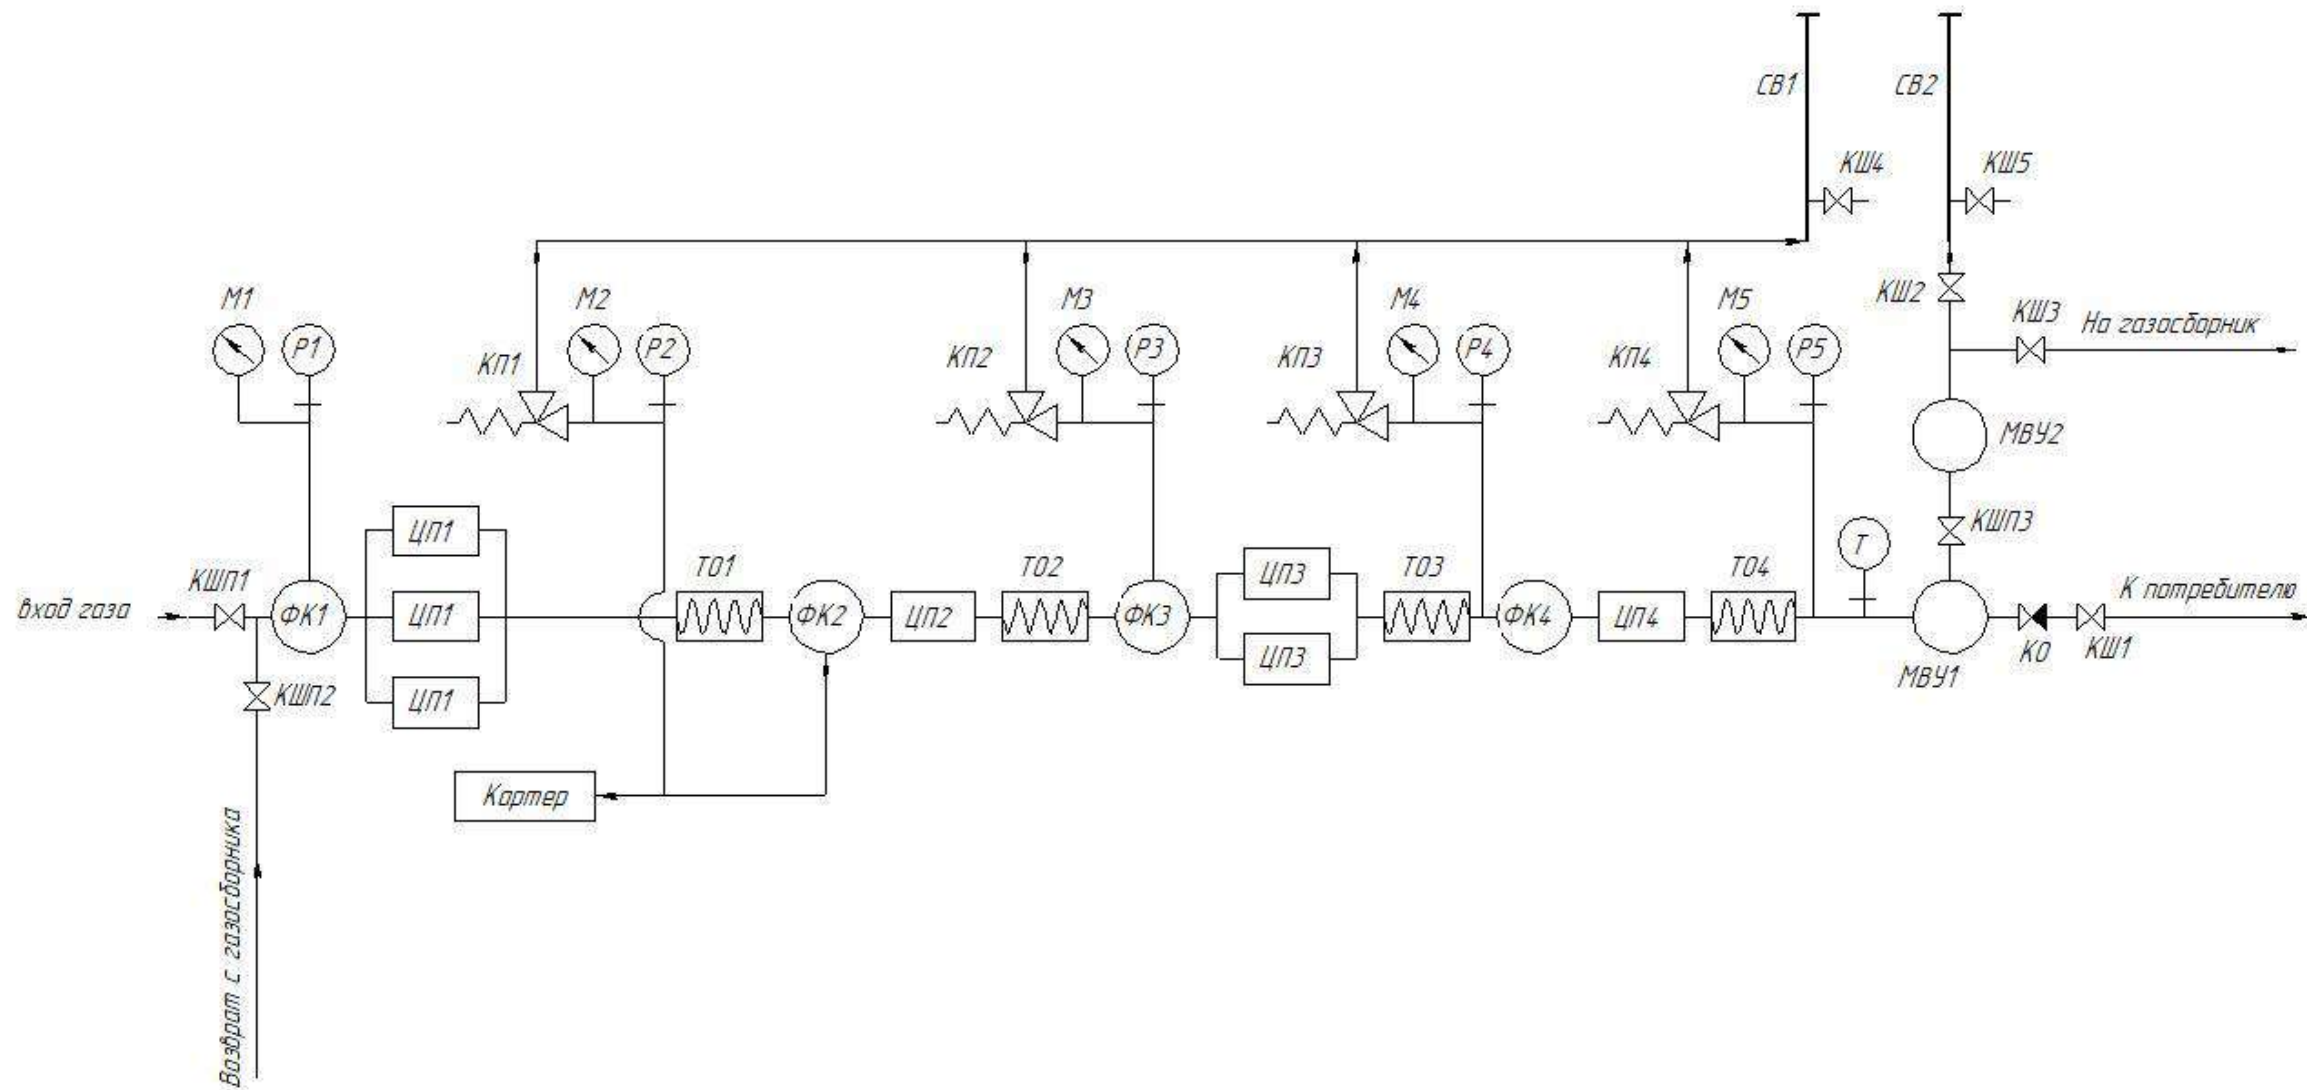 СВ1
СВ2
КШ4
КШ5
М1
Р1
КП1
М2
Р2
КП2
М3
Р3
КП3
М4
Р4
КП4
М5
Р5
КШ2
КШ3
На газосборник
МВУ2
КШП3
вход газа
КШП1
ФК1
КШП2
ЦП1
ЦП1
ЦП1
ТО1
ФК2
ЦП2
ТО2
ФК3
ЦП3
ЦП3
ТО3
ФК4
ЦП4
ТО4
Т
МВУ1
КО
КШ1
К потребителю
Картер
Возврат с газосборника